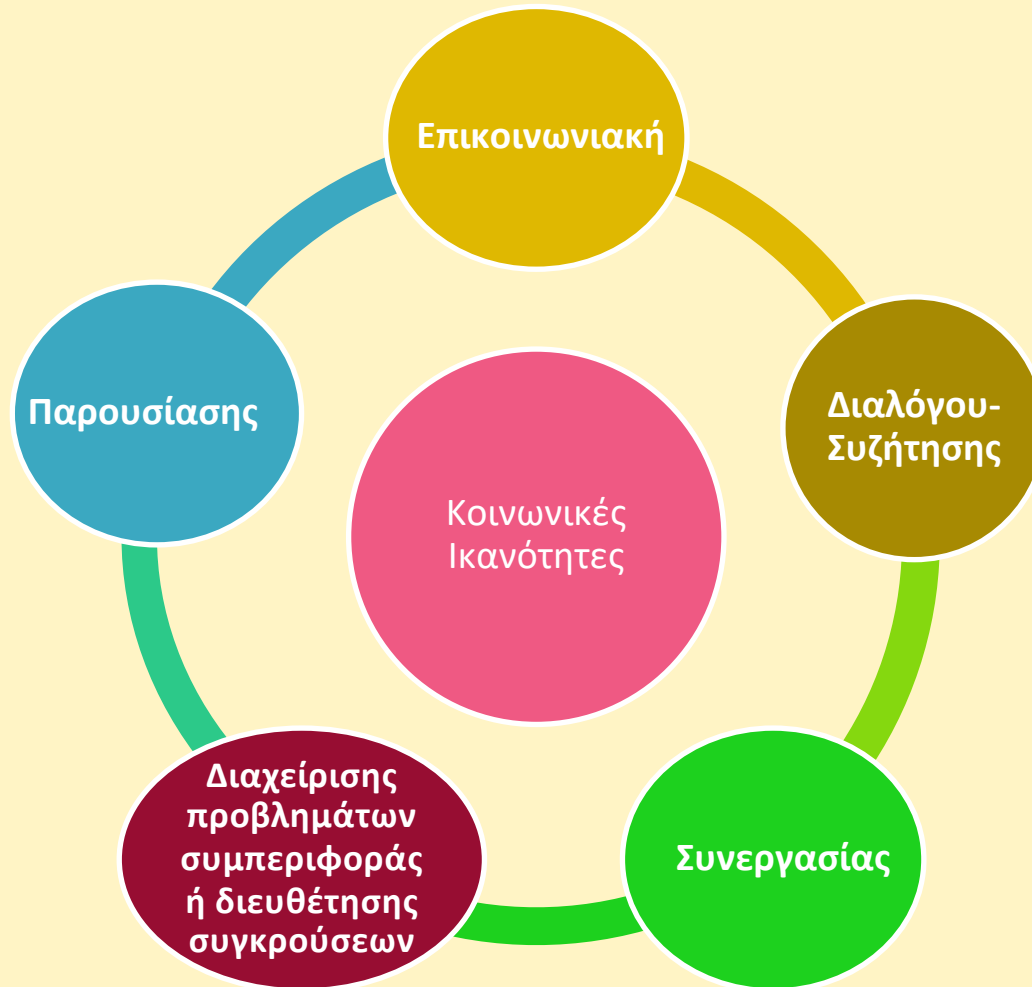 Επικοινωνιακή
Διαλόγου-
Συζήτησης
Συνεργασίας
Διαχείρισης
προβλημάτων
συμπεριφοράς
ή διευθέτησης
συγκρούσεων
Παρουσίασης
Κοινωνικές
Ικανότητες